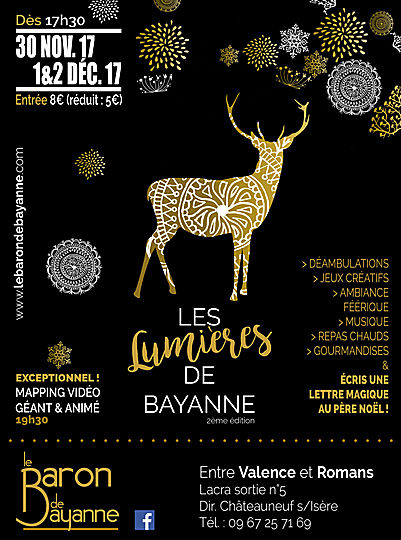 Dès 17h30
30 NOV. 17
1&2 DÉC. 17
Entrée 8€ (réduit : 5€)
www.lebarondebayanne.com
LES
Lumières
DE
BAYANNE
2ème édition
> DÉAMBULATIONS
> JEUX CRÉATIFS
> AMBIANCE
FÉÉRIQUE
> MUSIQUE
> REPAS CHAUDS
> GOURMANDISES
&
ÉCRIS UNE
LETTRE MAGIQUE
AU PÈRE NOËL !
EXCEPTIONNEL !
MAPPING VIDÉO
GÉANT & ANIMÉ
19h30
le
Baron
de
Bayanne
f
Entre Valence et Romans
Lacra sortie n°5
Dir. Châteauneuf s/Isère
Tél. : 09 67 25 71 69